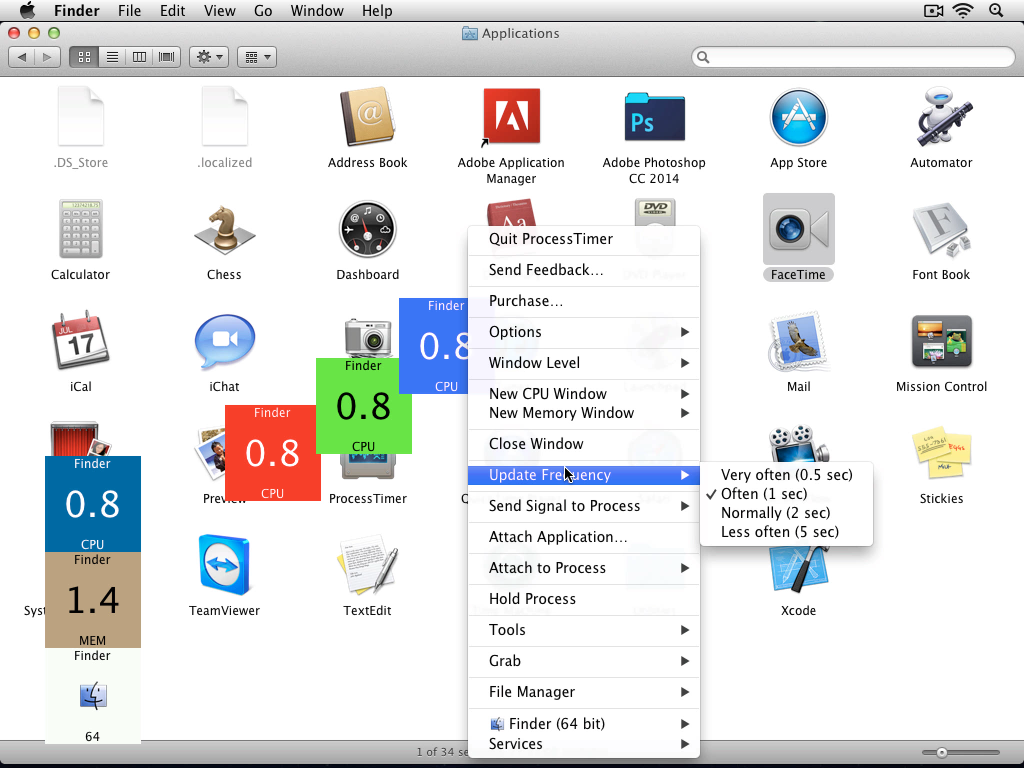 Finder File Edit View Go Window Help
Applications
.DS_Store
.localized
Address Book
Adobe Application
Manager
Adobe Photoshop
CC 2014
App Store
Automator
Calculator
Chess
Dashboard
FaceTime
Font Book
iCal
iChat
Mail
Mission Control
ProcessTimer
Stickies
TeamViewer
TextEdit
Xcode
Finder
0.8
CPU
Finder
0.8
CPU
Finder
0.8
CPU
Finder
0.8
CPU
Finder
1.4
MEM
Finder
64
Quit ProcessTimer
Send Feedback...
Purchase...
Options
Window Level
New CPU Window
New Memory Window
Close Window
Update Frequency
Send Signal to Process
Attach Application...
Attach to Process
Hold Process
Tools
Grab
File Manager
Finder (64 bit)
Services
Very often (0.5 sec)
Often (1 sec)
Normally (2 sec)
Less often (5 sec)
JUL
17
Ps
DVD
Aa
1 of 34 se